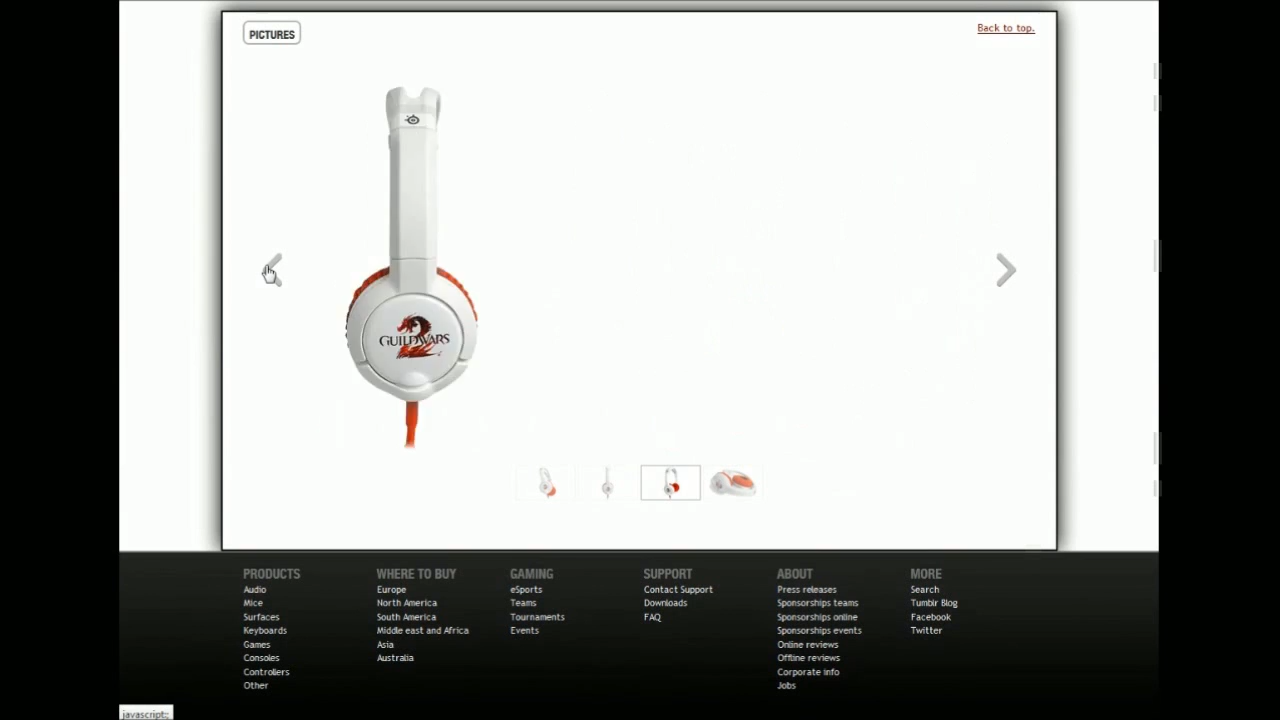 PICTURES
Back to top.
GUILD WARS
2
PRODUCTS
Audio
Mice
Surfaces
Keyboards
Games
Consoles
Controllers
Other
WHERE TO BUY
Europe
North America
South America
Middle east and Africa
Asia
Australia
GAMING
eSports
Teams
Tournaments
Events
SUPPORT
Contact Support
Downloads
FAQ
ABOUT
Press releases
Sponsorships teams
Sponsorships online
Sponsorships events
Online reviews
Offline reviews
Corporate info
Jobs
MORE
Search
Tumblr Blog
Facebook
Twitter
javascript:;